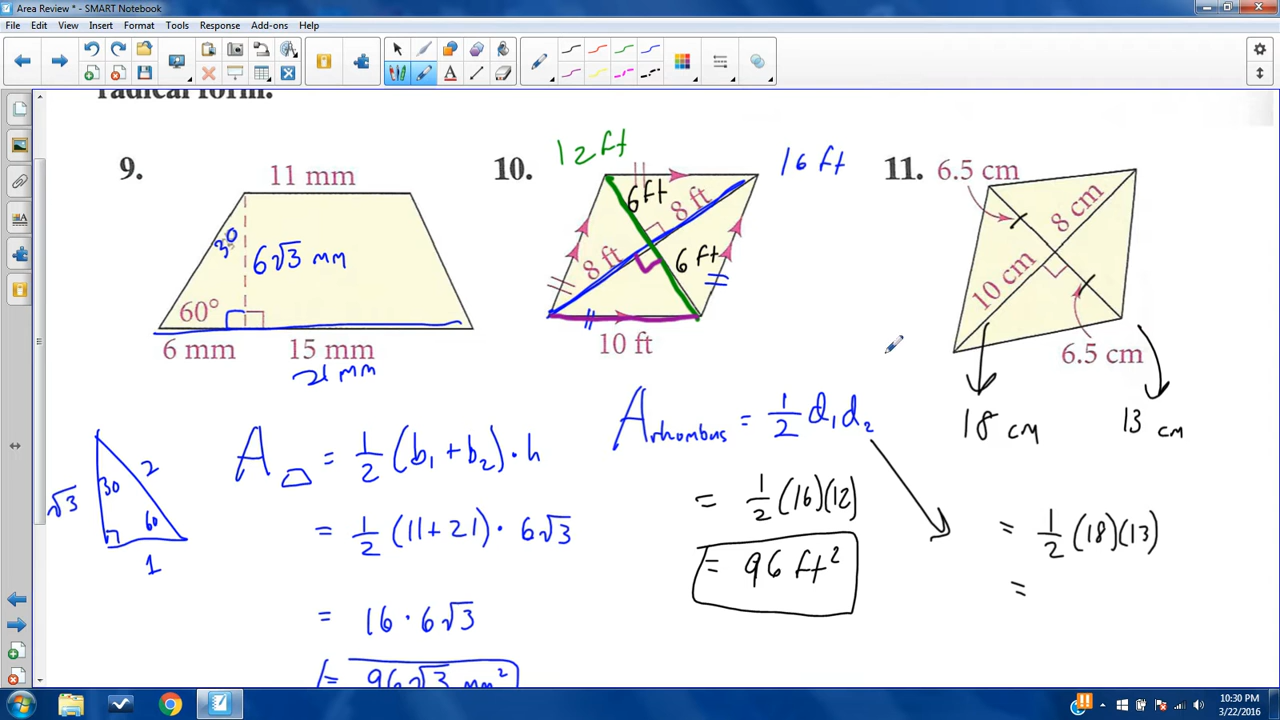 Area Review * - SMART Notebook
File Edit View Insert Format Tools Response Add-ons Help
radical form.
9.
11 mm
30
6√3 mm
60°
6 mm 15 mm
21 mm
10.
12 ft
16 ft
6 ft
8 ft
8 ft
6 ft
10 ft
11.
6.5 cm
8 cm
10 cm
6.5 cm
18 cm
13 cm
√3
30
2
60
1
A = 1/2 (b₁ + b₂) · h
= 1/2 (11 + 21) · 6√3
= 16 · 6√3
= 96√3 mm²
A rhombus = 1/2 d₁d₂
= 1/2 (16)(12)
= 96 ft²
= 1/2 (18)(13)
=
10:30 PM
3/22/2016